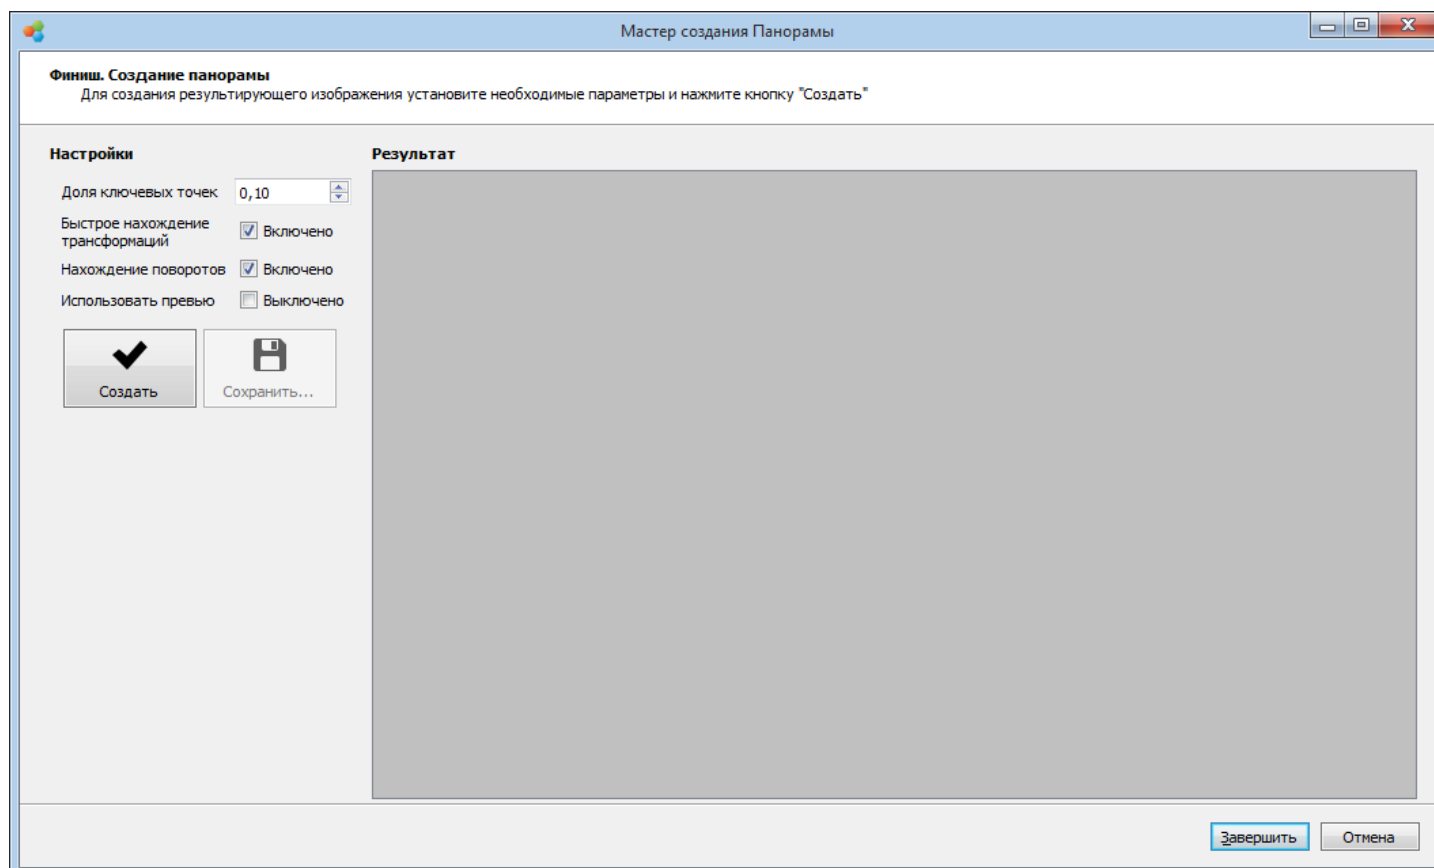 Мастер создания Панорамы
Финиш. Создание панорамы
Для создания результирующего изображения установите необходимые параметры и нажмите кнопку "Создать"
Настройки
Результат
Доля ключевых точек 0,10
Быстрое нахождение
трансформаций
Включено
Нахождение поворотов Включено
Использовать превью Выключено
Создать
Сохранить...
Завершить
Отмена